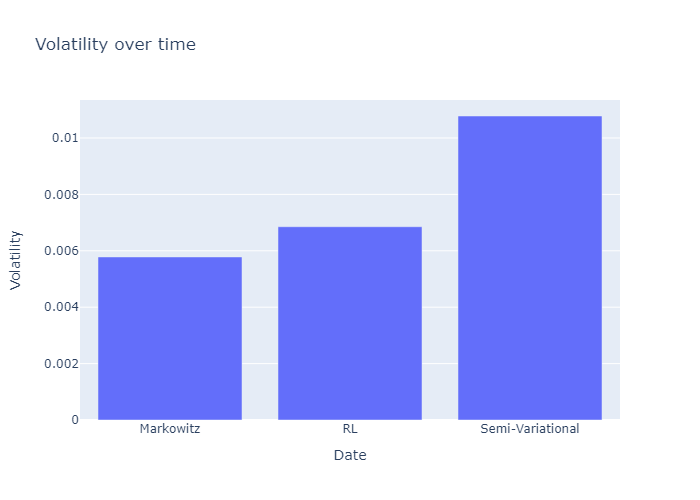 Volatility over time
Volatility
0.01
0.008
0.006
0.004
0.002
0
Markowitz
RL
Semi-Variational
Date